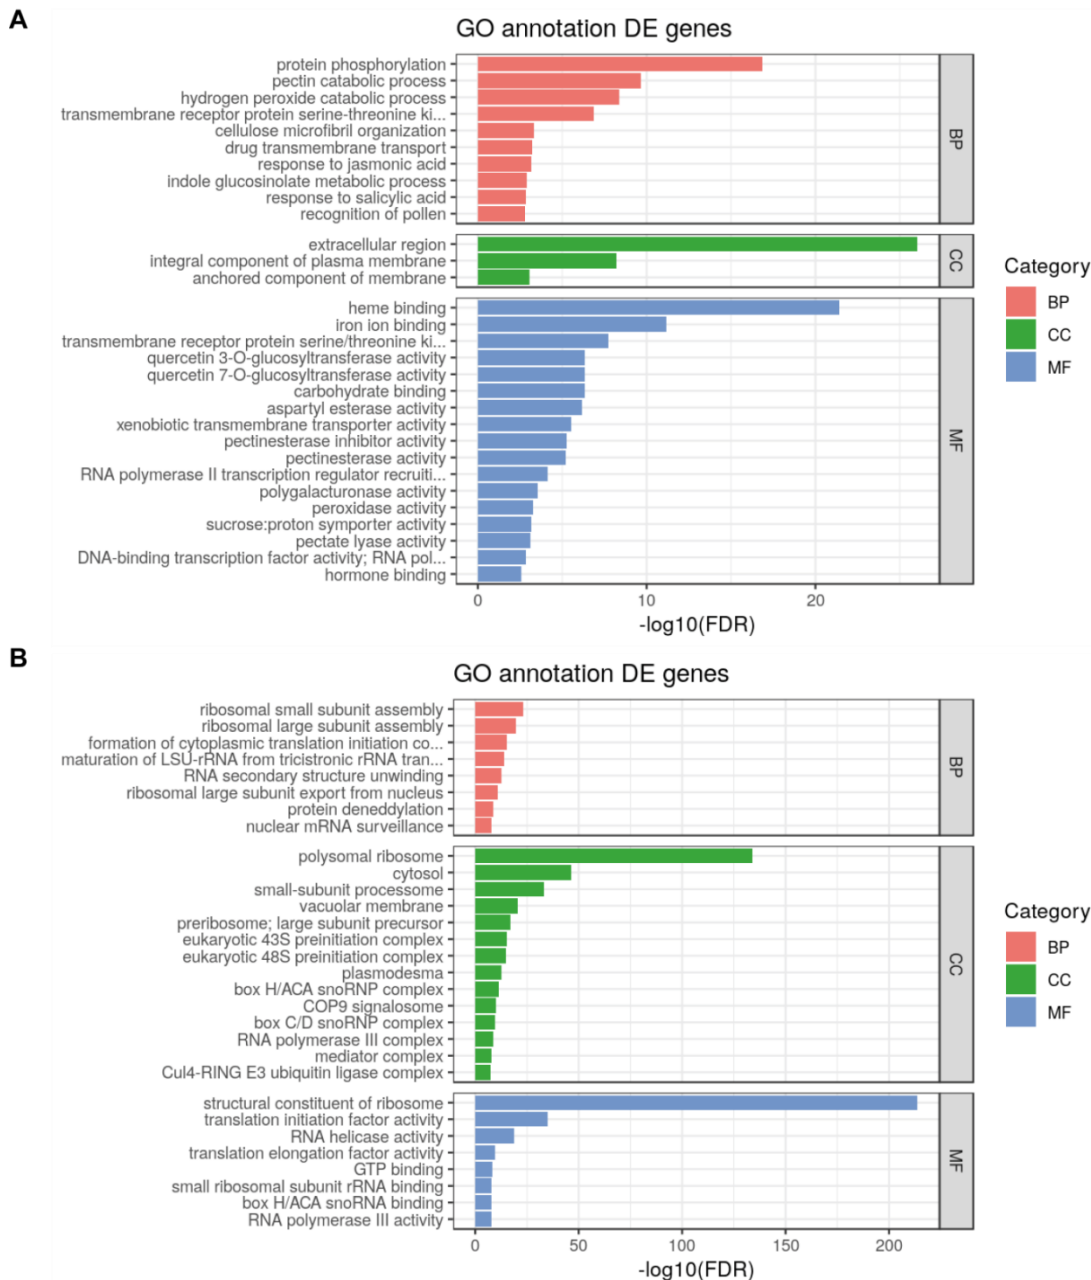 A
GO annotation DE genes
protein phosphorylation
pectin catabolic process
hydrogen peroxide catabolic process
transmembrane receptor protein serine-threonine ki...
cellulose microfibril organization
drug transmembrane transport
response to jasmonic acid
indole glucosinolate metabolic process
response to salicylic acid
recognition of pollen
BP
extracellular region
integral component of plasma membrane
anchored component of membrane
CC
heme binding
iron ion binding
transmembrane receptor protein serine/threonine ki...
quercetin 3-O-glucosyltransferase activity
quercetin 7-O-glucosyltransferase activity
carbohydrate binding
aspartyl esterase activity
xenobiotic transmembrane transporter activity
pectinesterase inhibitor activity
pectinesterase activity
RNA polymerase II transcription regulator recruiti...
polygalacturonase activity
peroxidase activity
sucrose:proton symporter activity
pectate lyase activity
DNA-binding transcription factor activity; RNA pol...
hormone binding
MF
0 10 20
-log10(FDR)
Category
BP
CC
MF
B
GO annotation DE genes
ribosomal small subunit assembly
ribosomal large subunit assembly
formation of cytoplasmic translation initiation co...
maturation of LSU-rRNA from tricistronic rRNA tran...
RNA secondary structure unwinding
ribosomal large subunit export from nucleus
protein deneddylation
nuclear mRNA surveillance
BP
polysomal ribosome
cytosol
small-subunit processome
vacuolar membrane
preribosome; large subunit precursor
eukaryotic 43S preinitiation complex
eukaryotic 48S preinitiation complex
plasmodesma
box H/ACA snoRNP complex
COP9 signalosome
box C/D snoRNP complex
RNA polymerase III complex
mediator complex
Cul4-RING E3 ubiquitin ligase complex
CC
structural constituent of ribosome
translation initiation factor activity
RNA helicase activity
translation elongation factor activity
GTP binding
small ribosomal subunit rRNA binding
box H/ACA snoRNA binding
RNA polymerase III activity
MF
0 50 100 150 200
-log10(FDR)
Category
BP
CC
MF